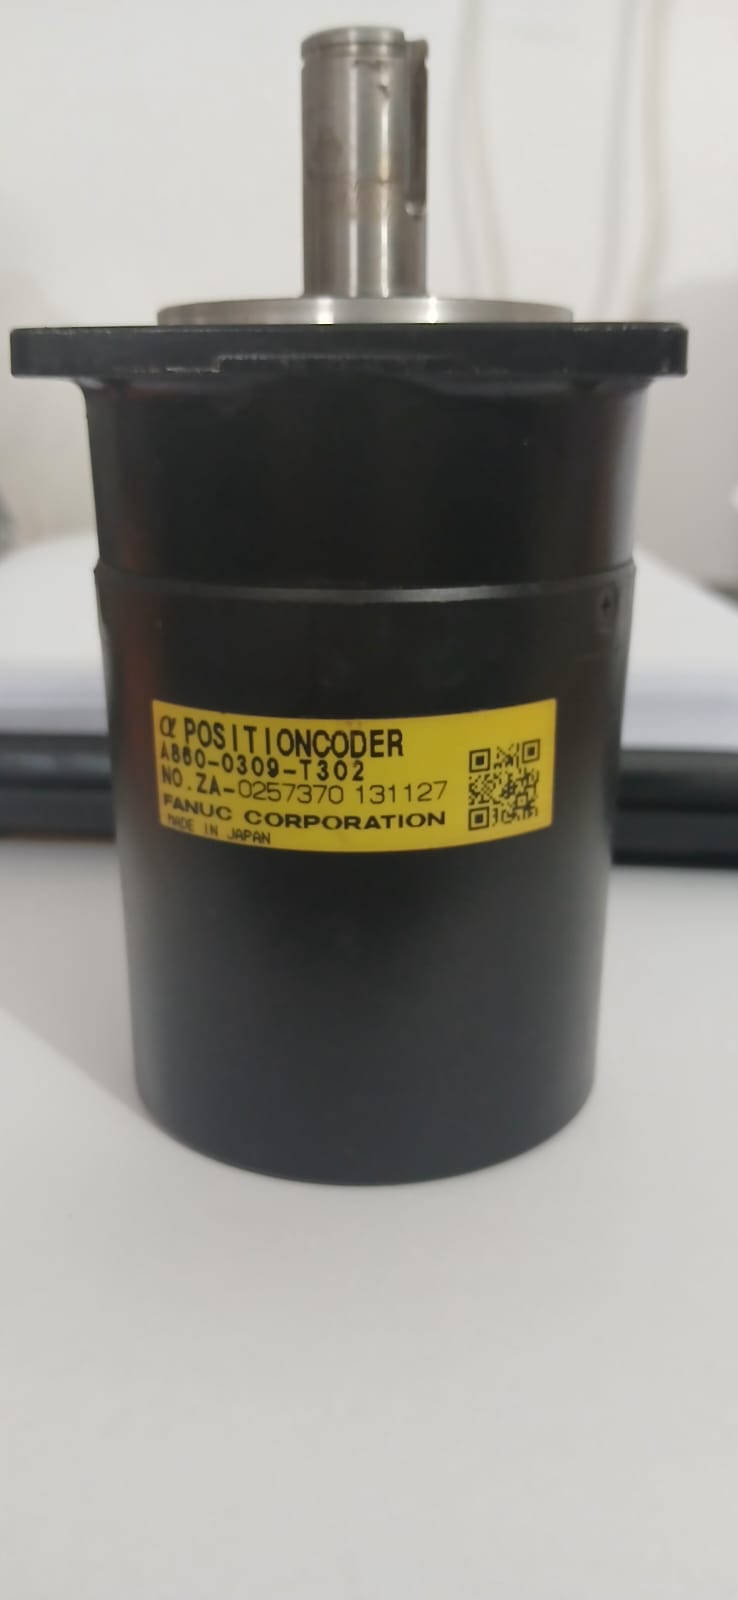 α POSITIONCODER
A860-0309-T302
NO.ZA-0257370 131127
FANUC CORPORATION
MADE IN JAPAN